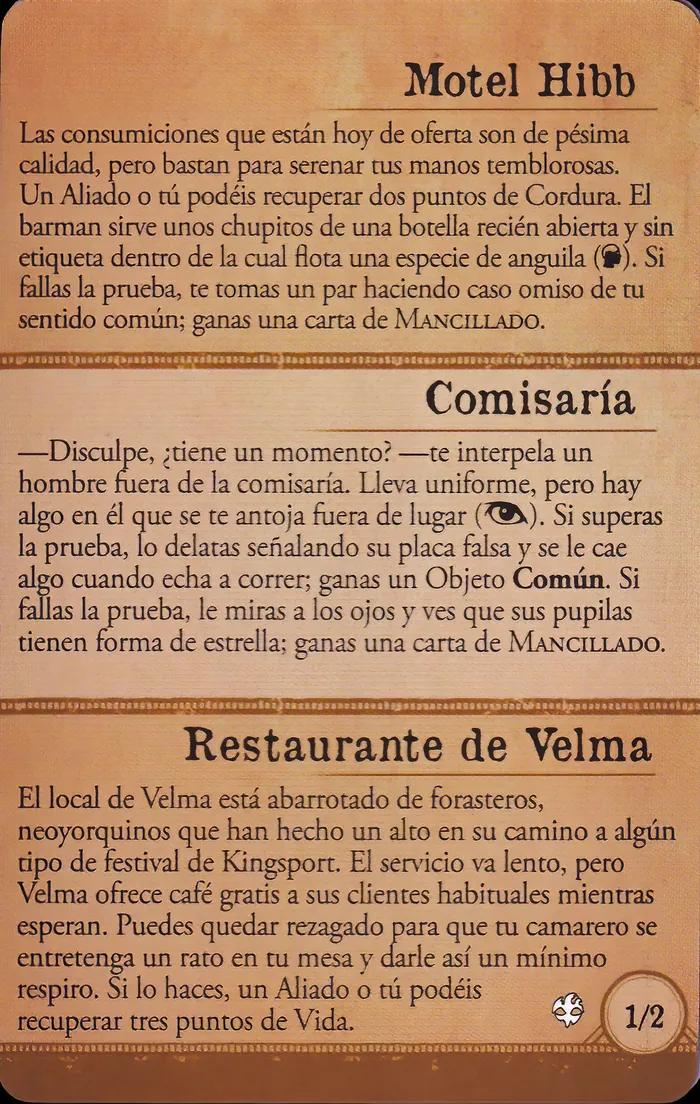 Motel Hibb
Las consumiciones que están hoy de oferta son de pésima
calidad, pero bastan para serenar tus manos temblorosas.
Un Aliado o tú podéis recuperar dos puntos de Cordura. El
barman sirve unos chupitos de una botella recién abierta y sin
etiqueta dentro de la cual flota una especie de anguila (). Si
fallas la prueba, te tomas un par haciendo caso omiso de tu
sentido común; ganas una carta de MANCILLADO.
Comisaría
—Disculpe, ¿tiene un momento? —te interpela un
hombre fuera de la comisaría. Lleva uniforme, pero hay
algo en él que se te antoja fuera de lugar (). Si superas
la prueba, lo delatas señalando su placa falsa y se le cae
algo cuando echa a correr; ganas un Objeto Común. Si
fallas la prueba, le miras a los ojos y ves que sus pupilas
tienen forma de estrella; ganas una carta de MANCILLADO.
Restaurante de Velma
El local de Velma está abarrotado de forasteros,
neoyorquinos que han hecho un alto en su camino a algún
tipo de festival de Kingsport. El servicio va lento, pero
Velma ofrece café gratis a sus clientes habituales mientras
esperan. Puedes quedar rezagado para que tu camarero se
entretenga un rato en tu mesa y darle así un mínimo
respiro. Si lo haces, un Aliado o tú podéis
recuperar tres puntos de Vida.
1/2